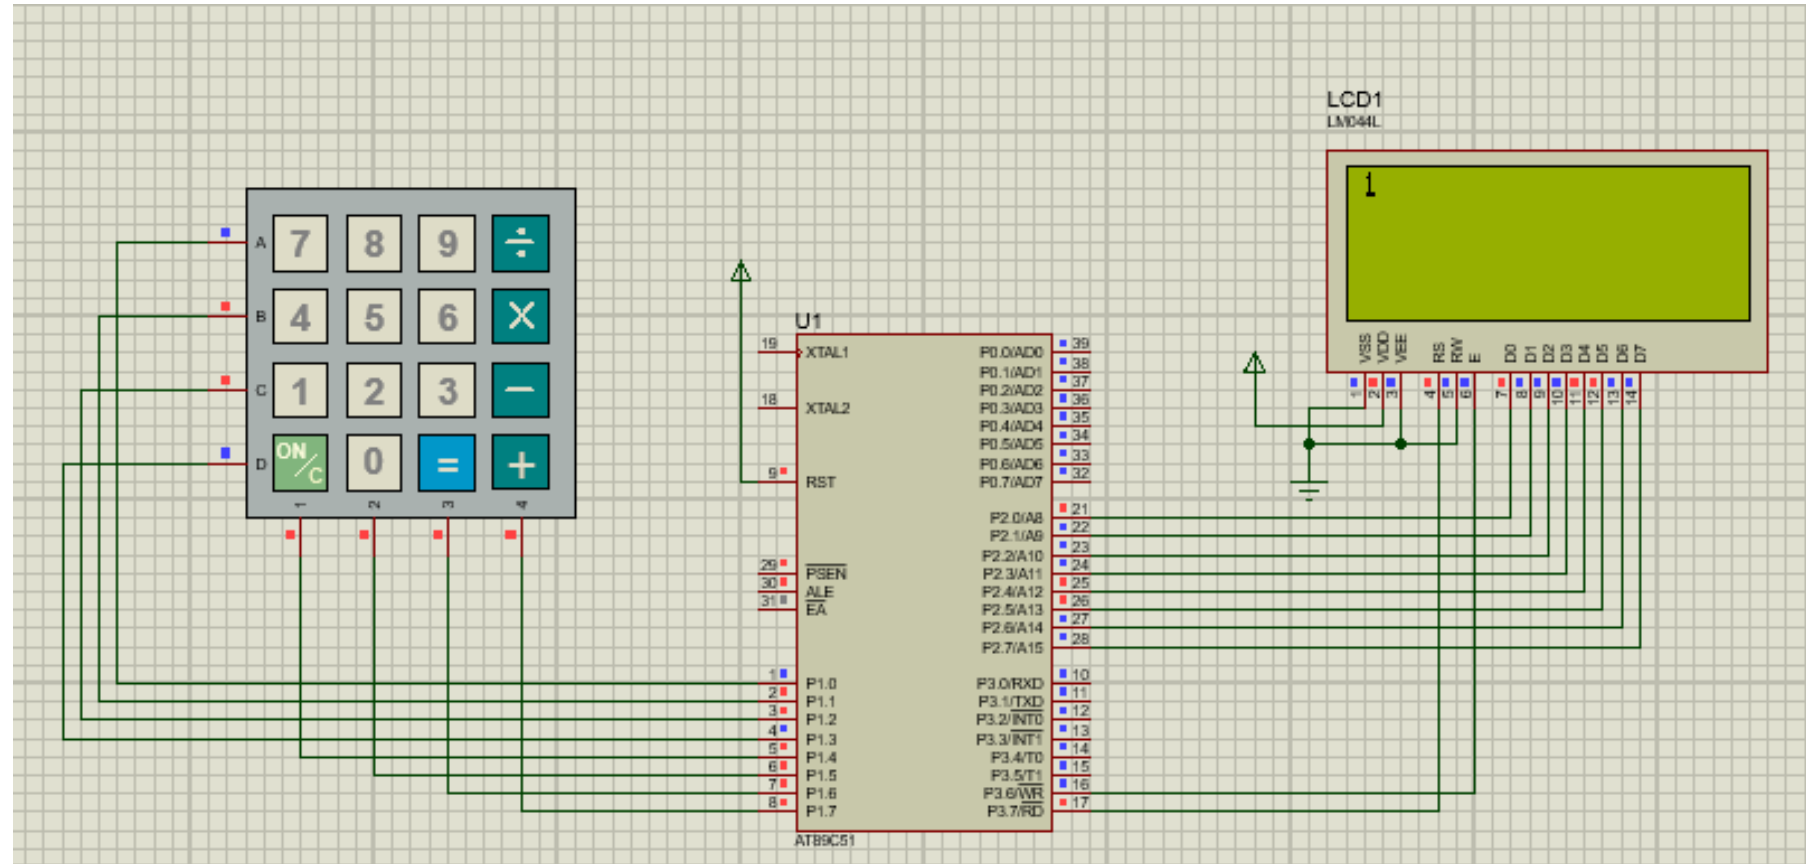 LCD1
LM044L
1
VSS VDD VEE RS RW E D0 D1 D2 D3 D4 D5 D6 D7
1 2 3 4 5 6 7 8 9 10 11 12 13 14
A 7 8 9 ÷
B 4 5 6 ×
C 1 2 3 −
D ON/C 0 = +
1 2 3 4
U1
19 XTAL1 P0.0/AD0 39
P0.1/AD1 38
P0.2/AD2 37
18 XTAL2 P0.3/AD3 36
P0.4/AD4 35
P0.5/AD5 34
P0.6/AD6 33
9 RST P0.7/AD7 32
P2.0/A8 21
P2.1/A9 22
P2.2/A10 23
29 PSEN P2.3/A11 24
30 ALE P2.4/A12 25
31 EA P2.5/A13 26
P2.6/A14 27
P2.7/A15 28
1 P1.0 P3.0/RXD 10
2 P1.1 P3.1/TXD 11
3 P1.2 P3.2/INT0 12
4 P1.3 P3.3/INT1 13
5 P1.4 P3.4/T0 14
6 P1.5 P3.5/T1 15
7 P1.6 P3.6/WR 16
8 P1.7 P3.7/RD 17
AT89C51